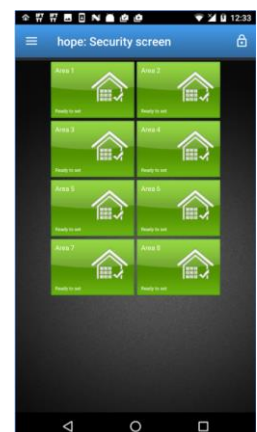 12:33
hope: Security screen
Area 1
Area 2
Ready to set
Ready to set
Area 3
Area 4
Ready to set
Ready to set
Area 5
Area 6
Ready to set
Ready to set
Area 7
Area 8
Ready to set
Ready to set